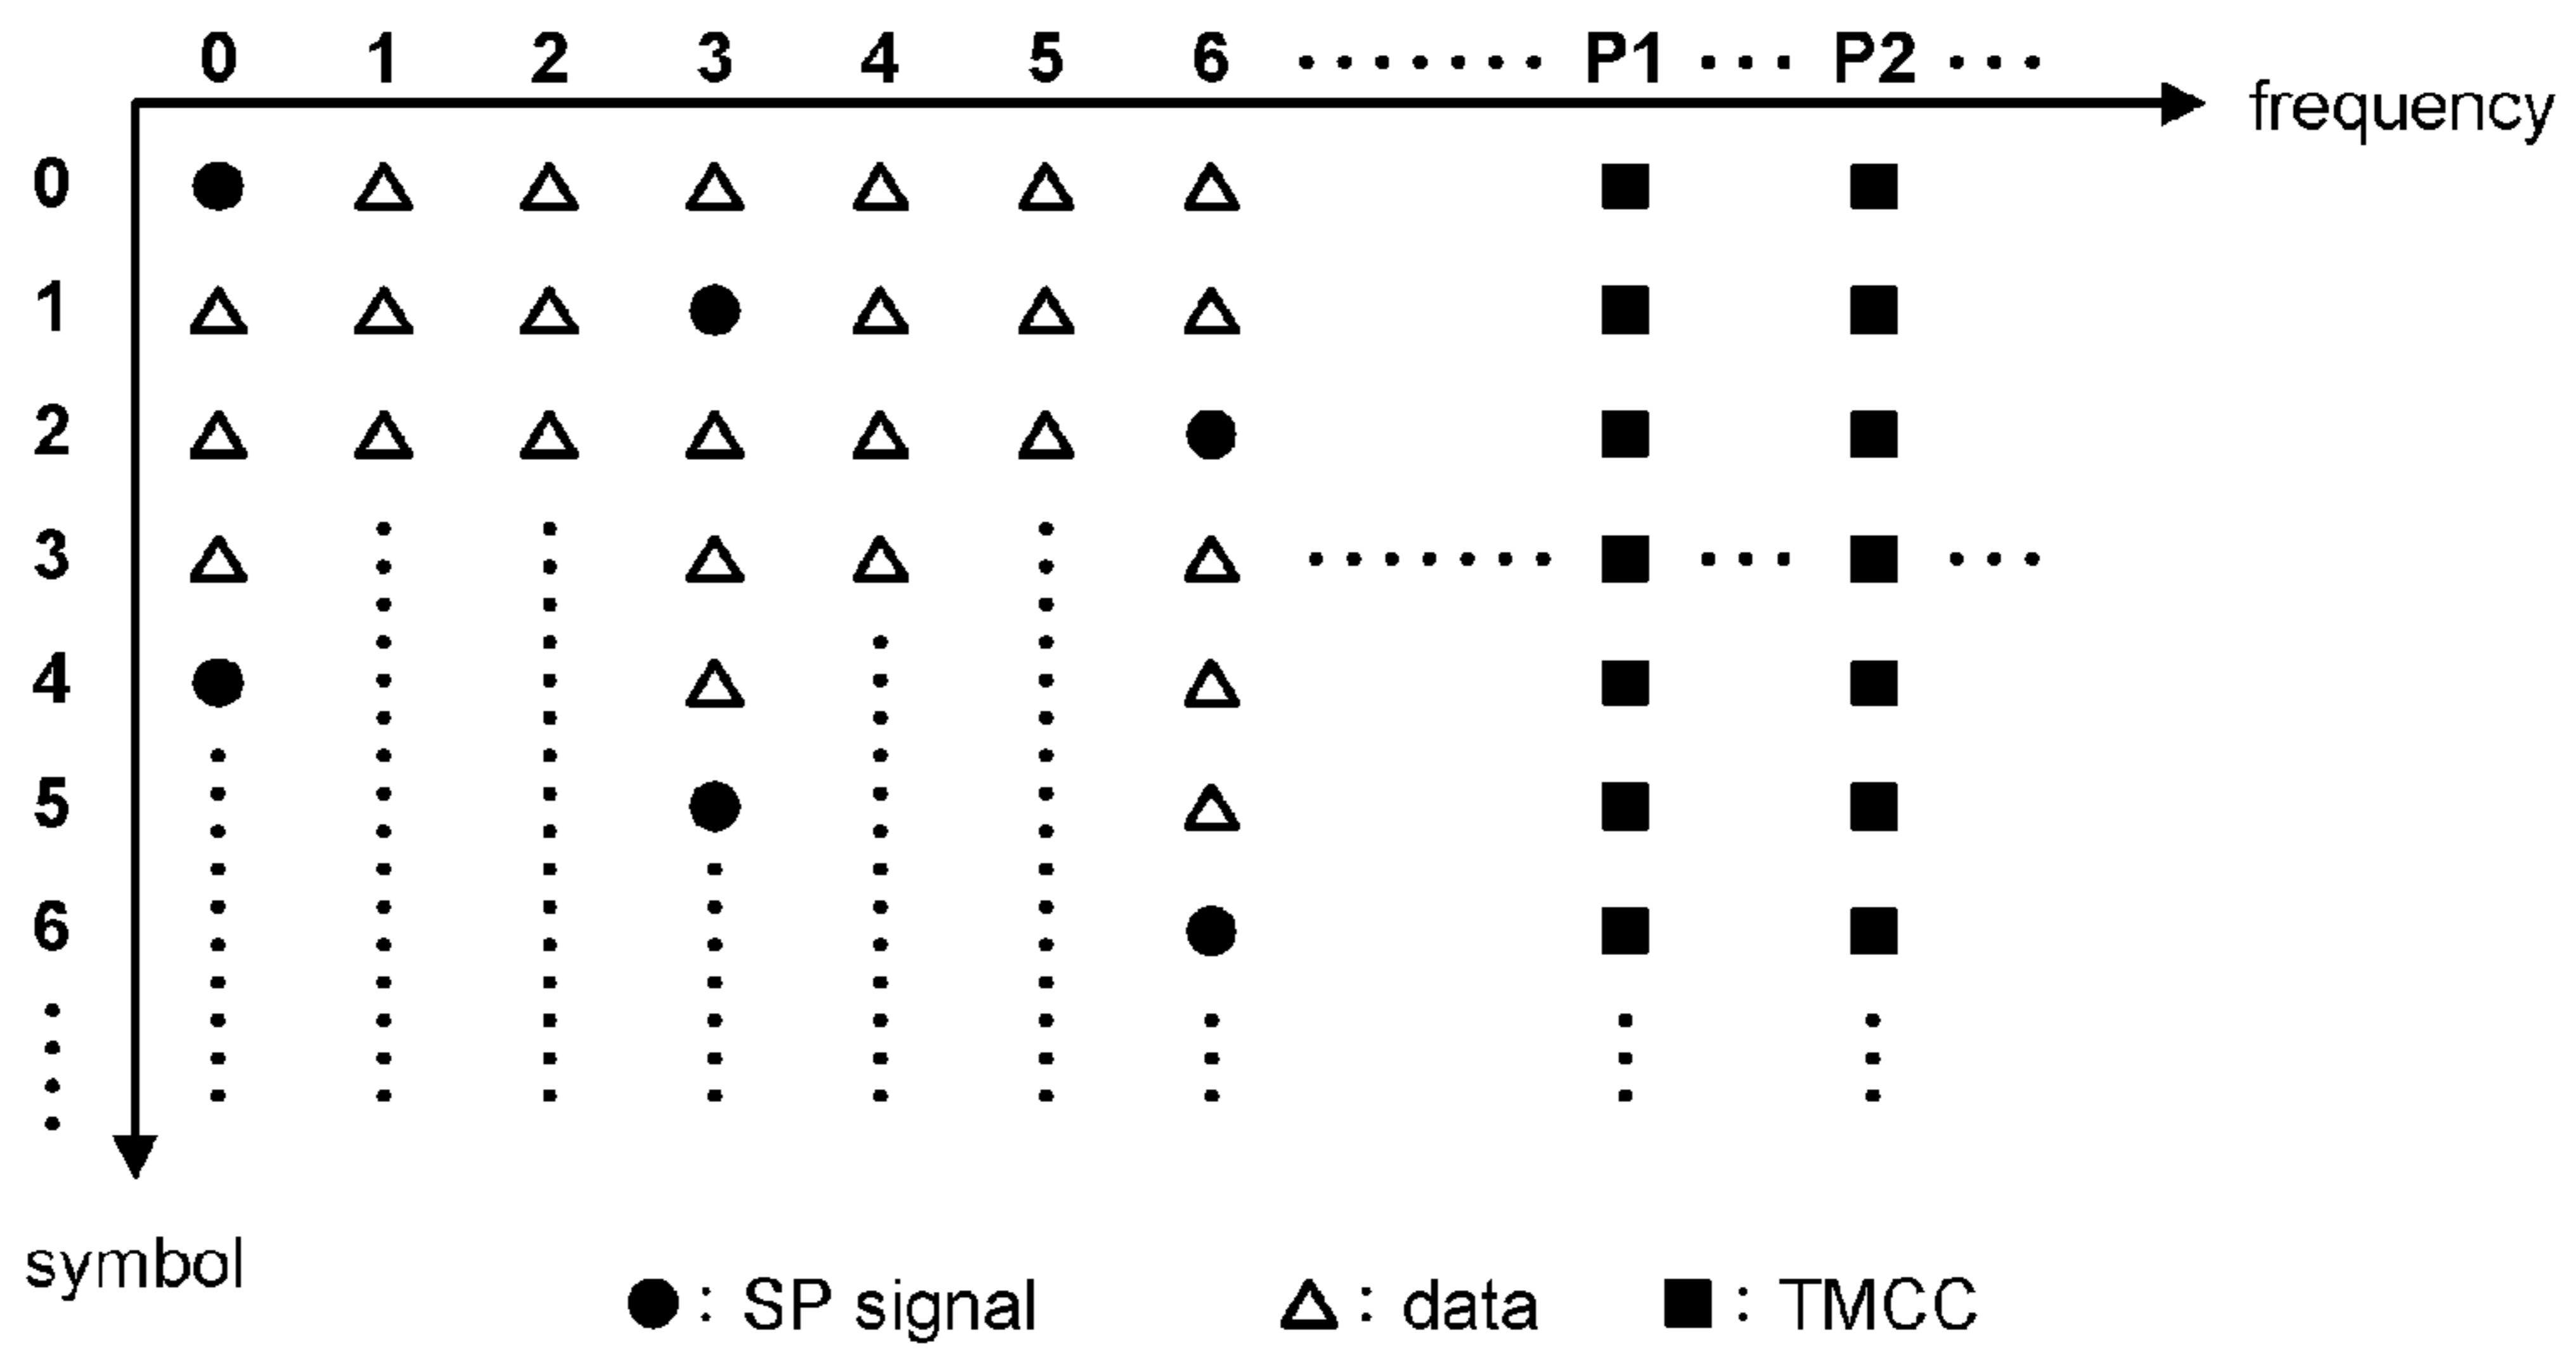 0 1 2 3 4 5 6 ······· P1 ··· P2 ···
frequency
0
1
2
3
4
5
6
symbol
: SP signal : data : TMCC